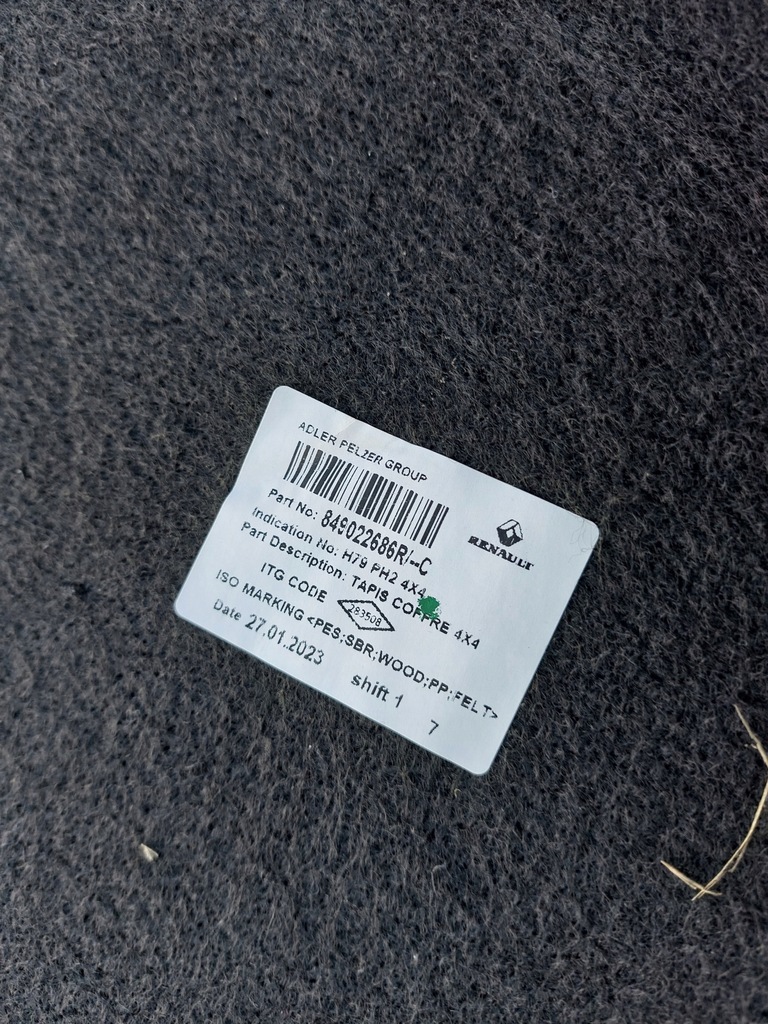 ADLER PELZER GROUP
Part No: 849022686R/--C
RENAULT
Indication No: H79 PH2 4X4
Part Description: TAPIS COFFRE 4X4
ITG CODE 283508
ISO MARKING <PES;SBR;WOOD;PP;FELT>
Date 27.01.2023 shift 1 7